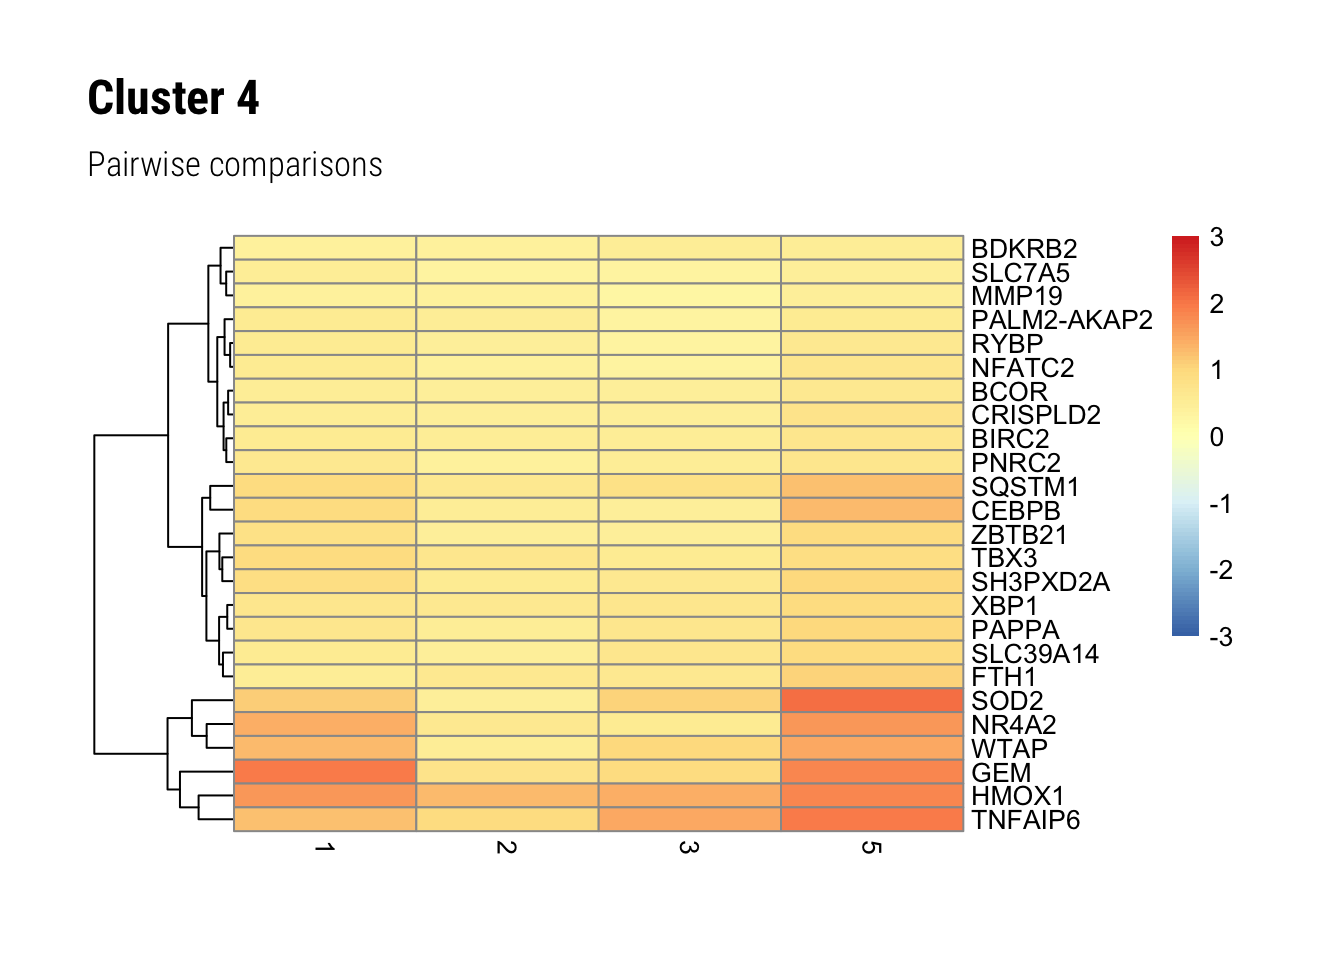 Cluster 4
Pairwise comparisons
BDKRB2
SLC7A5
MMP19
PALM2-AKAP2
RYBP
NFATC2
BCOR
CRISPLD2
BIRC2
PNRC2
SQSTM1
CEBPB
ZBTB21
TBX3
SH3PXD2A
XBP1
PAPPA
SLC39A14
FTH1
SOD2
NR4A2
WTAP
GEM
HMOX1
TNFAIP6
1
2
3
5
3
2
1
0
-1
-2
-3